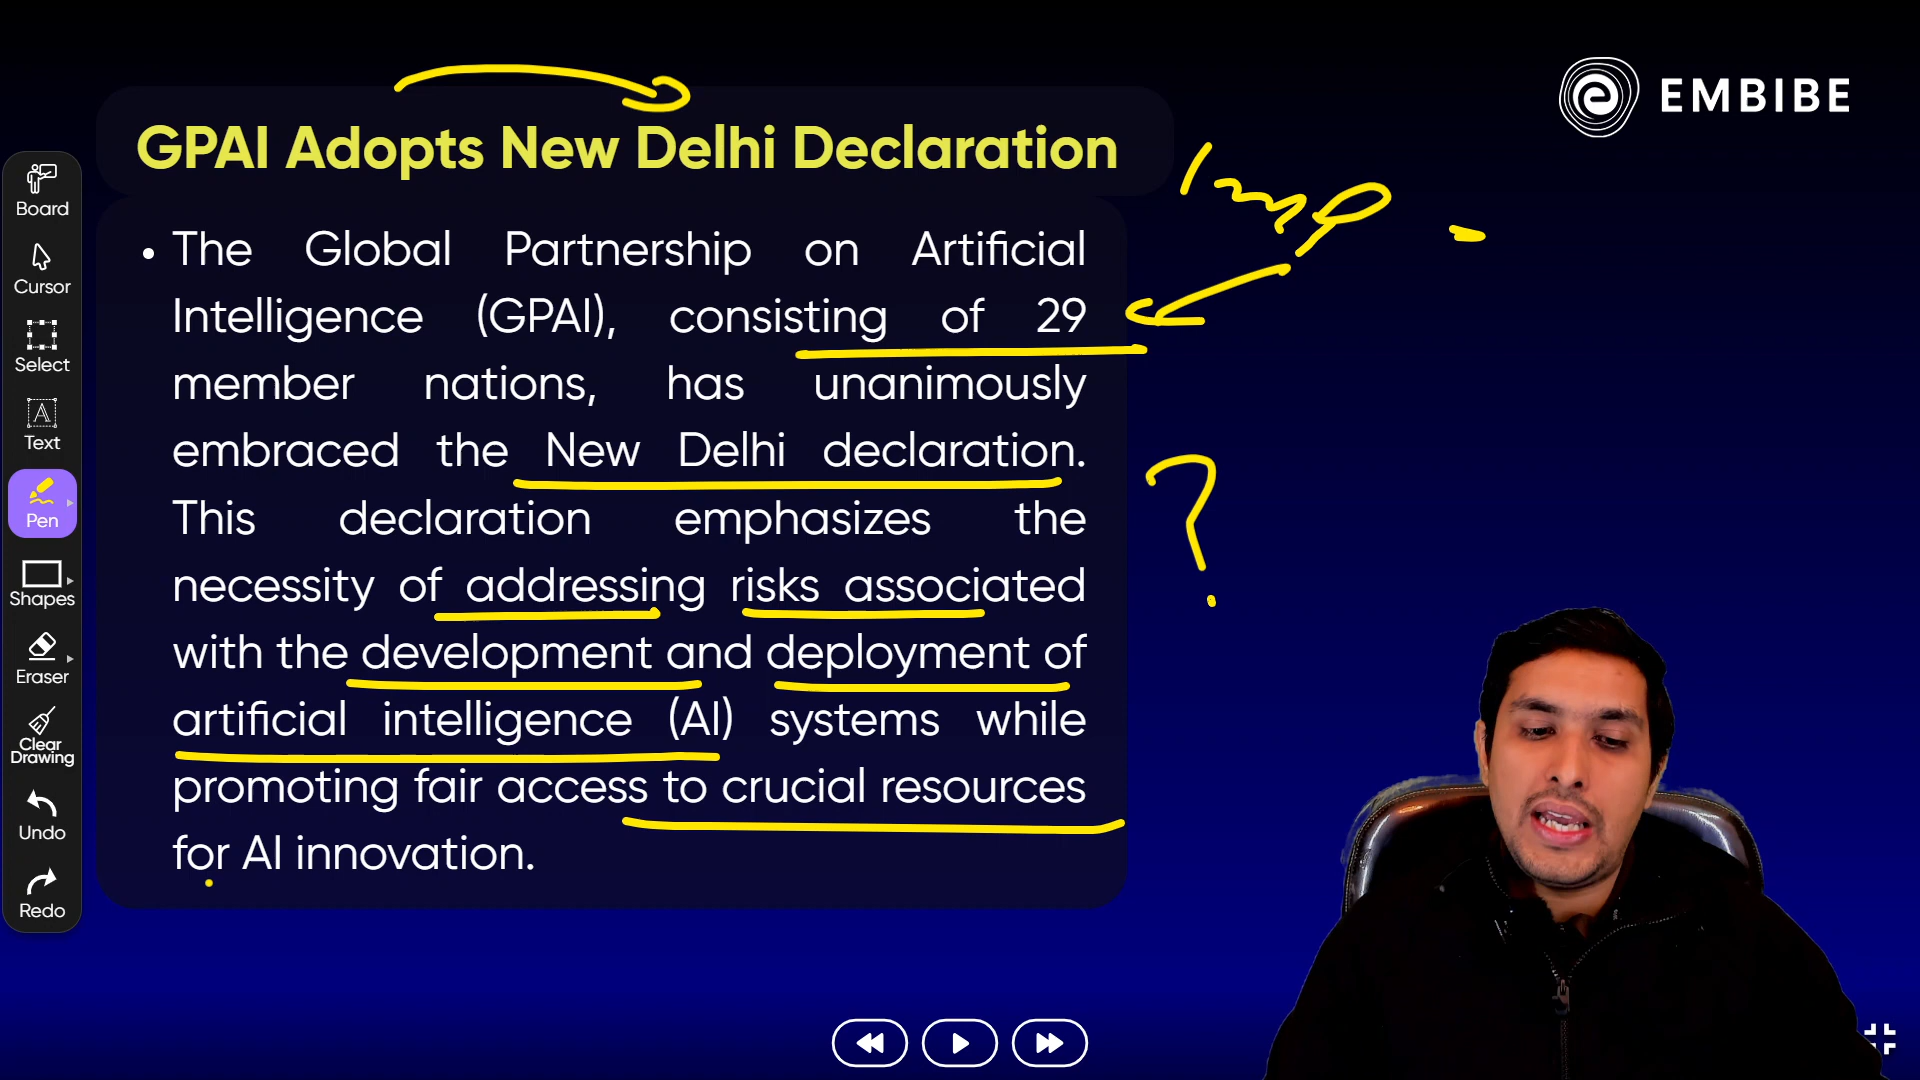 EMBIBE
GPAI Adopts New Delhi Declaration
Imp
• The Global Partnership on Artificial
Intelligence (GPAI), consisting of 29
member nations, has unanimously
embraced the New Delhi declaration.
This declaration emphasizes the
necessity of addressing risks associated
with the development and deployment of
artificial intelligence (AI) systems while
promoting fair access to crucial resources
for AI innovation.
?
Board
Cursor
Select
A
Text
Pen
Shapes
Eraser
Clear
Drawing
Undo
Redo